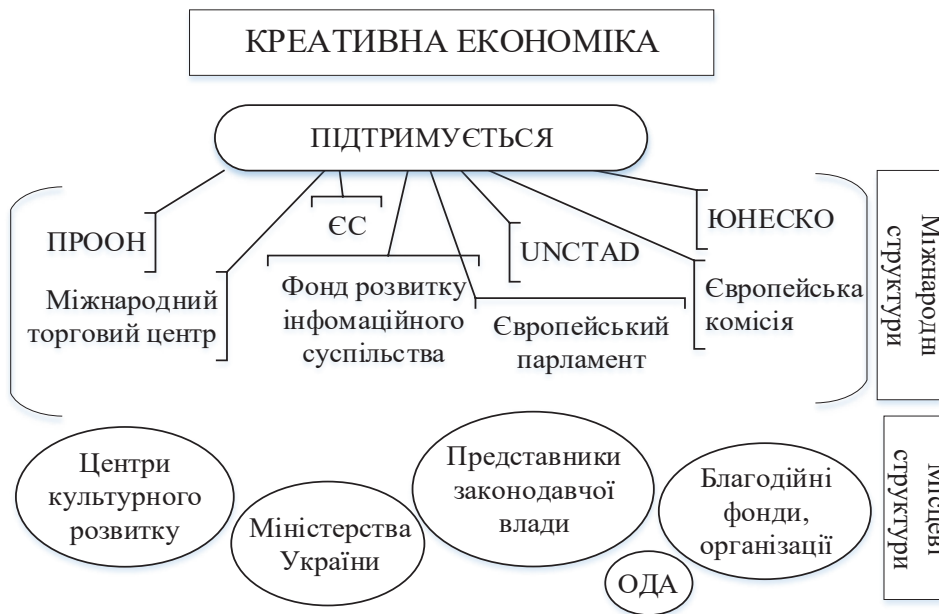 КРЕАТИВНА ЕКОНОМІКА
ПІДТРИМУЄТЬСЯ
ПРООН
ЄС
UNCTAD
ЮНЕСКО
Міжнародний
торговий центр
Фонд розвитку
інфомаційного
суспільства
Європейський
парламент
Європейська
комісія
Міжнародні
структури
Центри
культурного
розвитку
Міністерства
України
Представники
законодавчої
влади
ОДА
Благодійні
фонди,
організації
Місцеві
структури